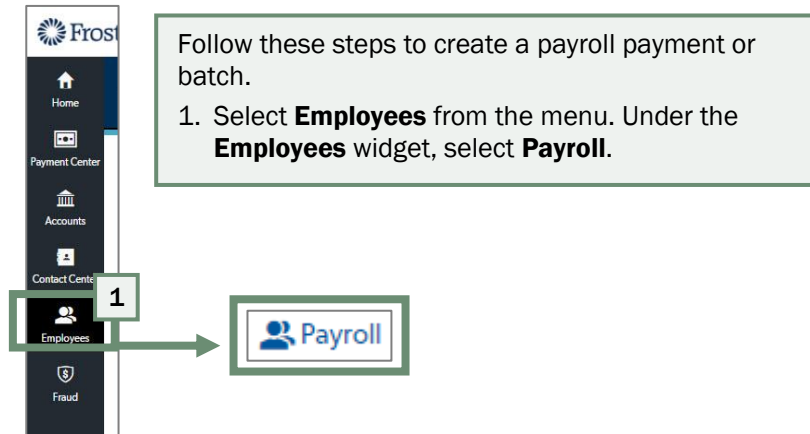 Frost
Home
Payment Center
Accounts
Contact Cente
Employees
Fraud
1
Payroll
Follow these steps to create a payroll payment or
batch.
1. Select Employees from the menu. Under the
Employees widget, select Payroll.